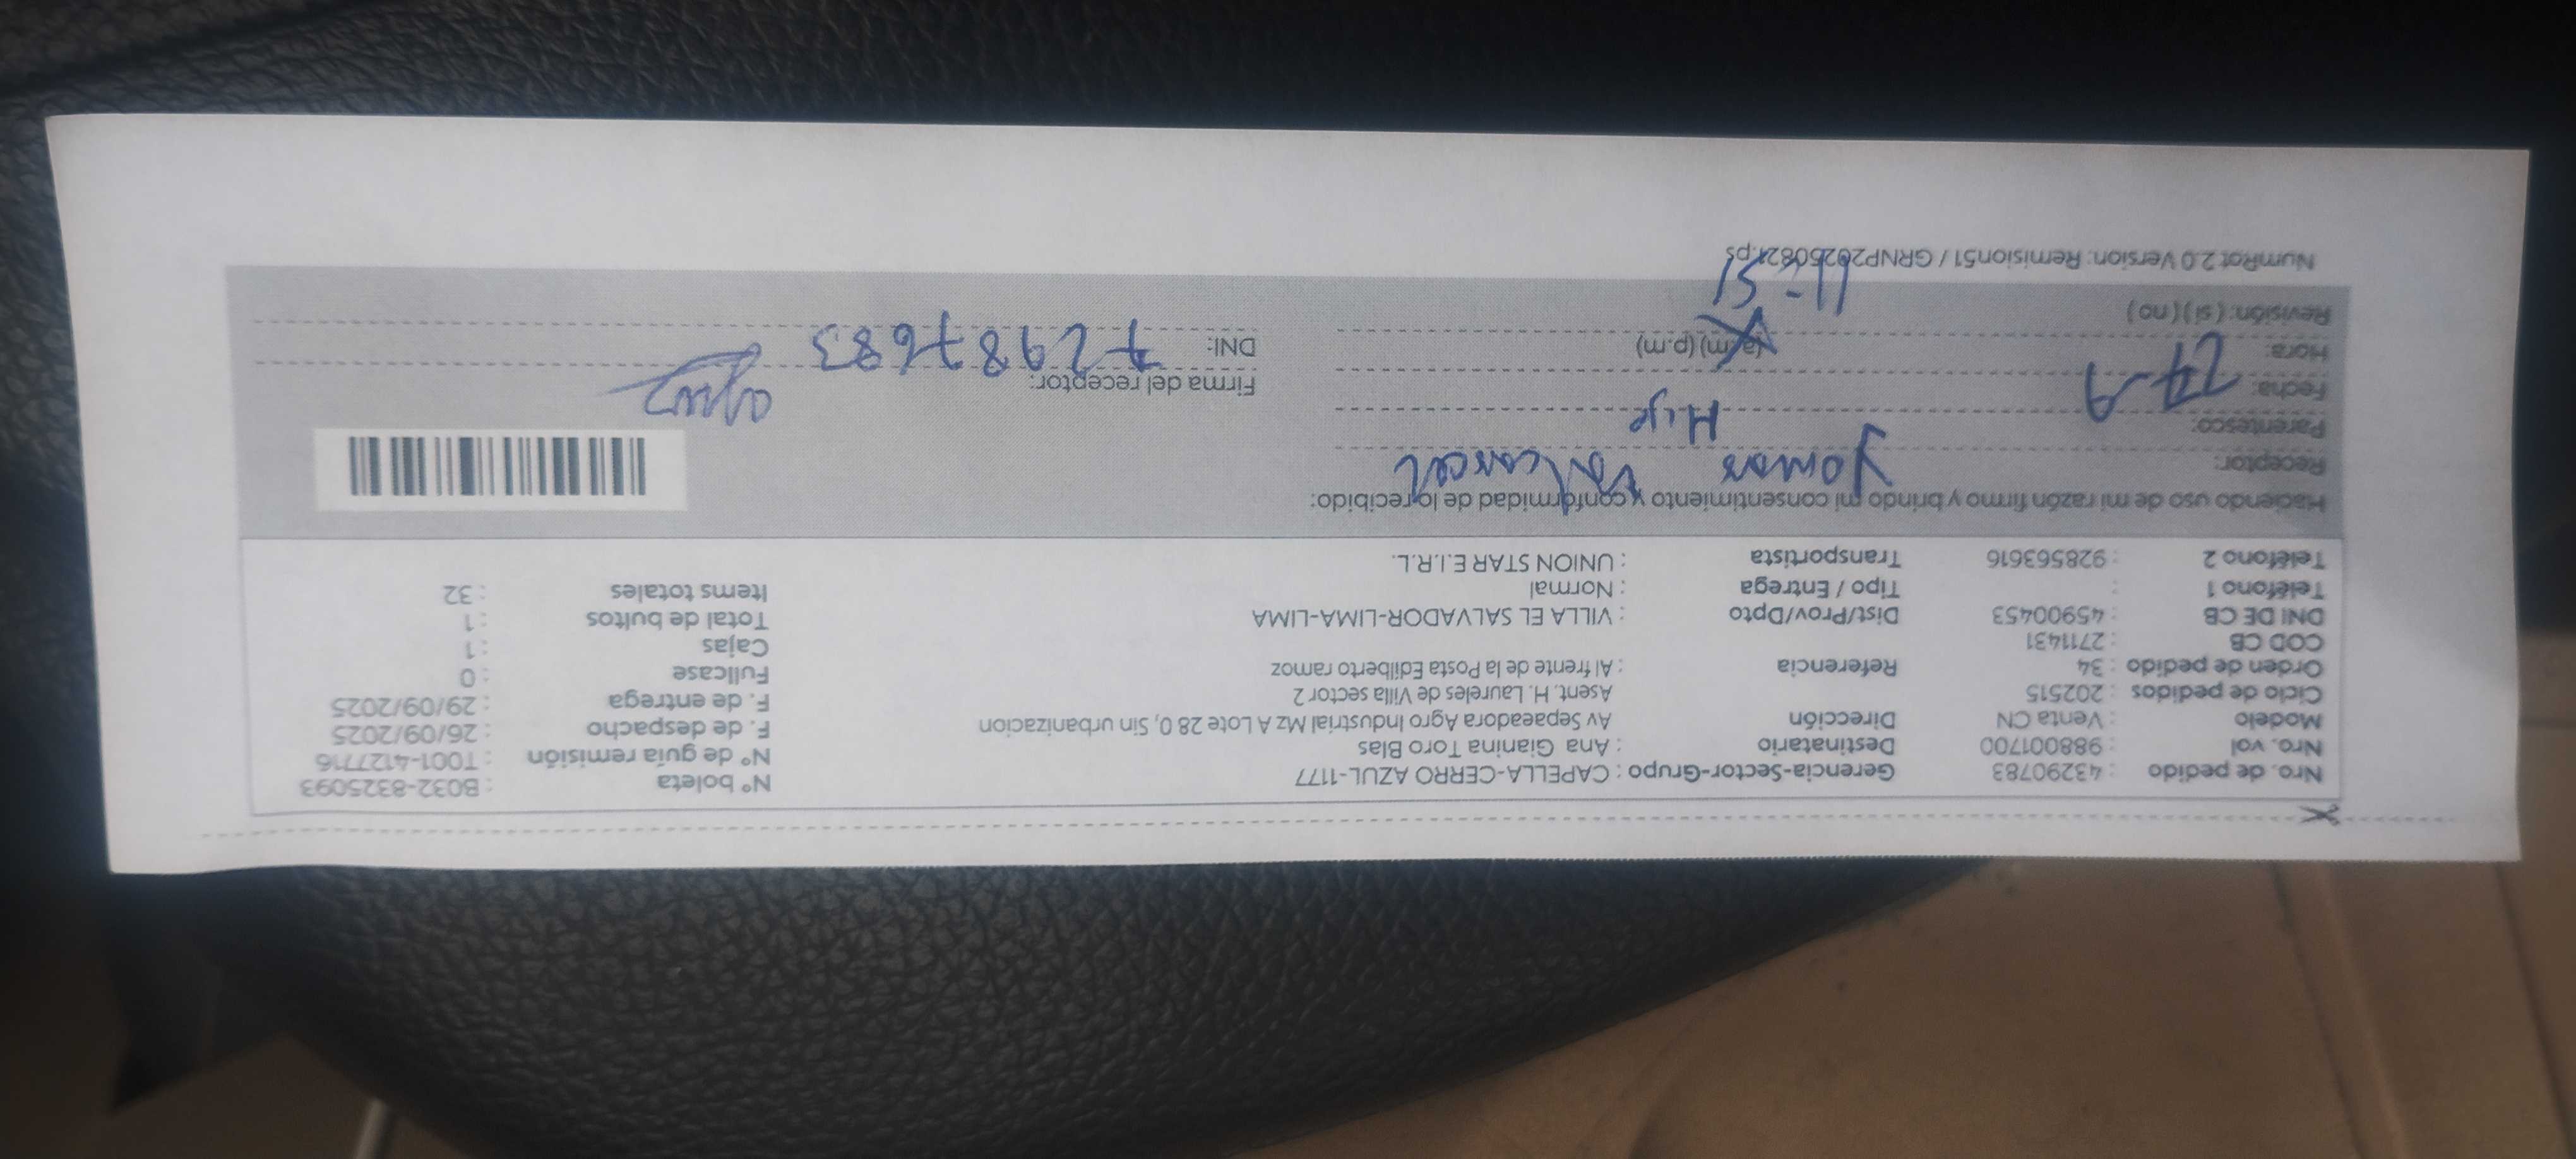 Nro. de pedido : 43290783 Gerencia-Sector-Grupo : CAPELLA-CERRO AZUL-1177 N° boleta : B032-8325093
Nro. vol : 988001700 Destinatario : Ana Gianina Toro Blas N° de guía remisión : T001-4127716
Modelo : Venta CN Dirección Av Sepaeadora Agro Industrial Mz A Lote 28 0, Sin urbanizacion F. de despacho : 26/09/2025
Ciclo de pedidos : 202515 Asent. H. Laureles de Villa sector 2 F. de entrega : 29/09/2025
Orden de pedido : 34 Referencia : Al frente de la Posta Edilberto ramoz Fullcase : 0
COD CB : 2711431 Cajas : 1
DNI DE CB : 45900453 Dist/Prov/Dpto : VILLA EL SALVADOR-LIMA-LIMA Total de bultos : 1
Teléfono 1 : Tipo / Entrega : Normal Items totales : 32
Teléfono 2 : 928563616 Transportista : UNION STAR E.I.R.L.
Haciendo uso de mi razón firmo y brindo mi consentimiento y conformidad de lo recibido:
Receptor: Yomar Valcarcel
Parentesco: Hijo
Fecha: 27-9 Firma del receptor:
Hora: (a.m) (p.m) DNI: 72987683
Revisión: ( si ) ( no ) 11-51
NumRot 2.0 Version: Remision51 / GRNP20250821.ps